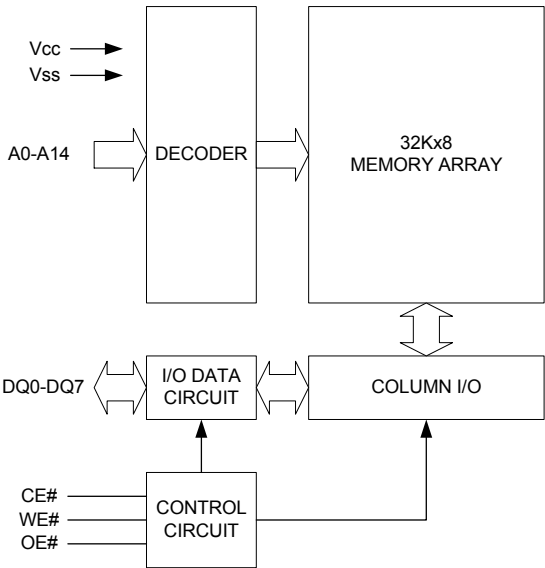 Vcc
Vss
A0-A14
DECODER
32Kx8
MEMORY ARRAY
DQ0-DQ7
I/O DATA
CIRCUIT
COLUMN I/O
CE#
WE#
OE#
CONTROL
CIRCUIT